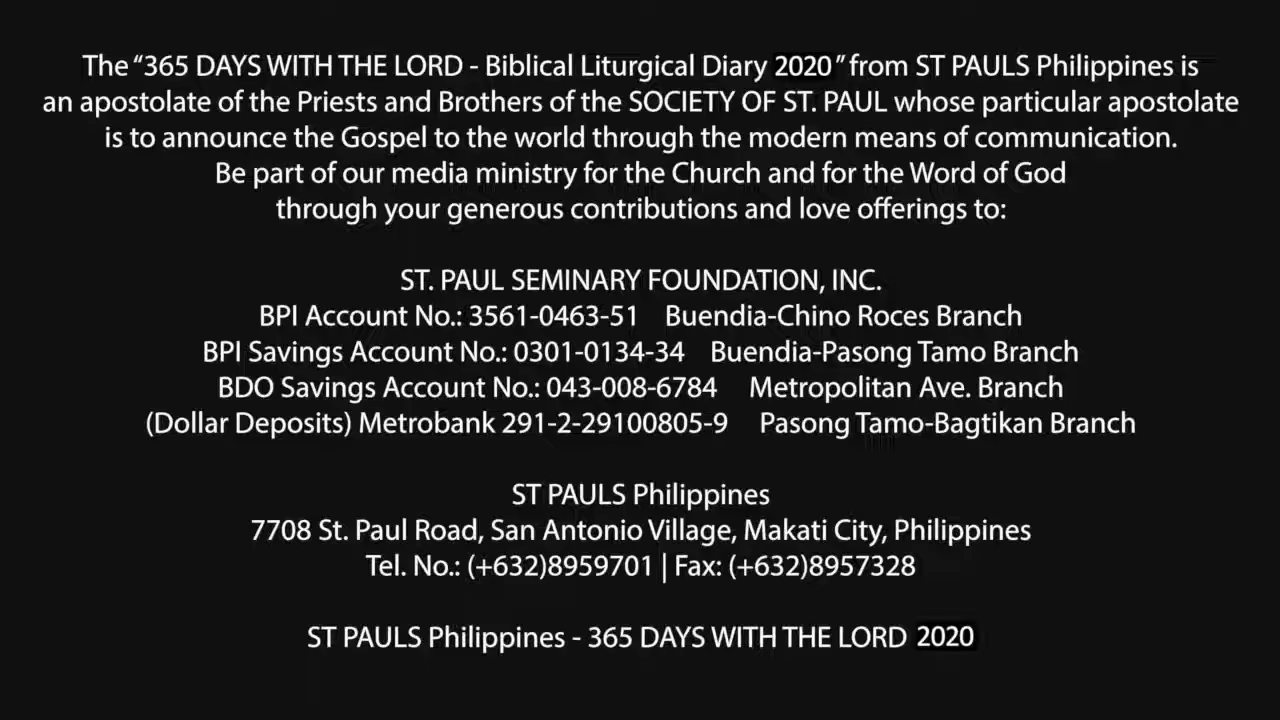 The “365 DAYS WITH THE LORD - Biblical Liturgical Diary 2020” from ST PAULS Philippines is
an apostolate of the Priests and Brothers of the SOCIETY OF ST. PAUL whose particular apostolate
is to announce the Gospel to the world through the modern means of communication.
Be part of our media ministry for the Church and for the Word of God
through your generous contributions and love offerings to:
ST. PAUL SEMINARY FOUNDATION, INC.
BPI Account No.: 3561-0463-51 Buendia-Chino Roces Branch
BPI Savings Account No.: 0301-0134-34 Buendia-Pasong Tamo Branch
BDO Savings Account No.: 043-008-6784 Metropolitan Ave. Branch
(Dollar Deposits) Metrobank 291-2-29100805-9 Pasong Tamo-Bagtikan Branch
ST PAULS Philippines
7708 St. Paul Road, San Antonio Village, Makati City, Philippines
Tel. No.: (+632)8959701 | Fax: (+632)8957328
ST PAULS Philippines - 365 DAYS WITH THE LORD 2020